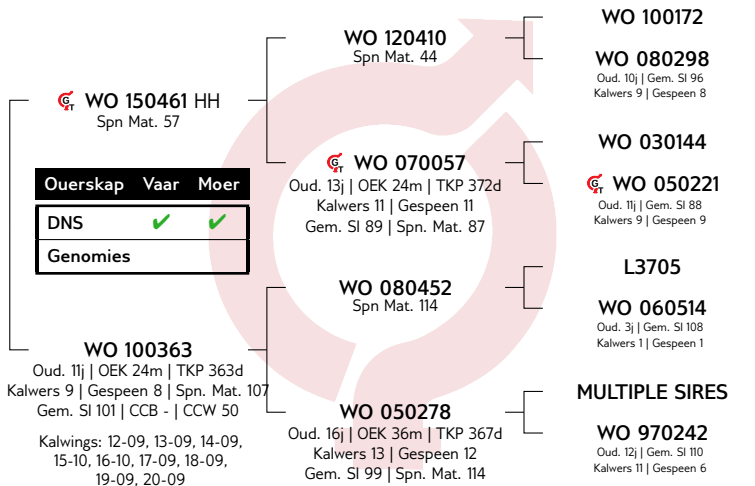 WO 100172
WO 120410
Spn Mat. 44
WO 080298
Oud. 10j | Gem. SI 96
Kalwers 9 | Gespeen 8
GT WO 150461 HH
Spn Mat. 57
WO 030144
GT WO 070057
Oud. 13j | OEK 24m | TKP 372d
Kalwers 11 | Gespeen 11
Gem. SI 89 | Spn. Mat. 87
GT WO 050221
Oud. 11j | Gem. SI 88
Kalwers 9 | Gespeen 9
Ouerskap Vaar Moer
DNS ✔ ✔
Genomies
L3705
WO 080452
Spn Mat. 114
WO 060514
Oud. 3j | Gem. SI 108
Kalwers 1 | Gespeen 1
WO 100363
Oud. 11j | OEK 24m | TKP 363d
Kalwers 9 | Gespeen 8 | Spn. Mat. 107
Gem. SI 101 | CCB - | CCW 50
Kalwings: 12-09, 13-09, 14-09,
15-10, 16-10, 17-09, 18-09,
19-09, 20-09
MULTIPLE SIRES
WO 050278
Oud. 16j | OEK 36m | TKP 367d
Kalwers 13 | Gespeen 12
Gem. SI 99 | Spn. Mat. 114
WO 970242
Oud. 12j | Gem. SI 110
Kalwers 11 | Gespeen 6